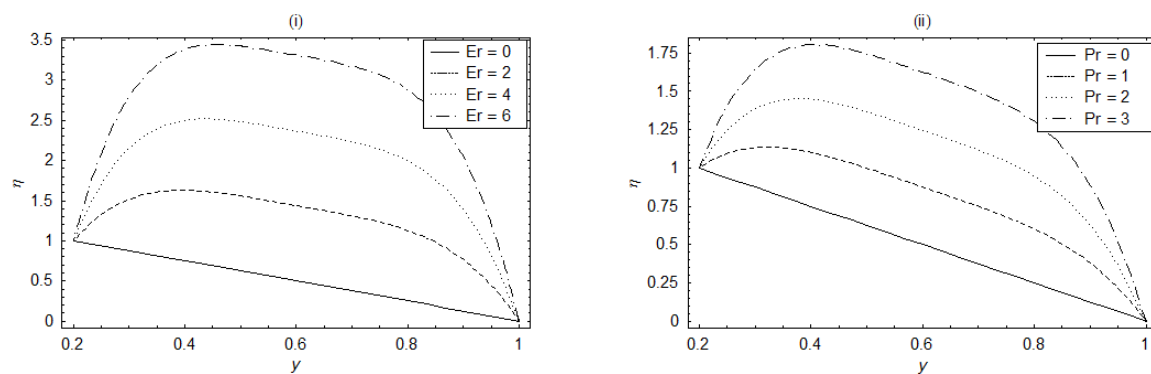 (i)
3.5
3
2.5
2
1.5
1
0.5
0
η
0.2
0.4
0.6
0.8
1
y
Er = 0
Er = 2
Er = 4
Er = 6
(ii)
1.75
1.5
1.25
1
0.75
0.5
0.25
0
η
0.2
0.4
0.6
0.8
1
y
Pr = 0
Pr = 1
Pr = 2
Pr = 3